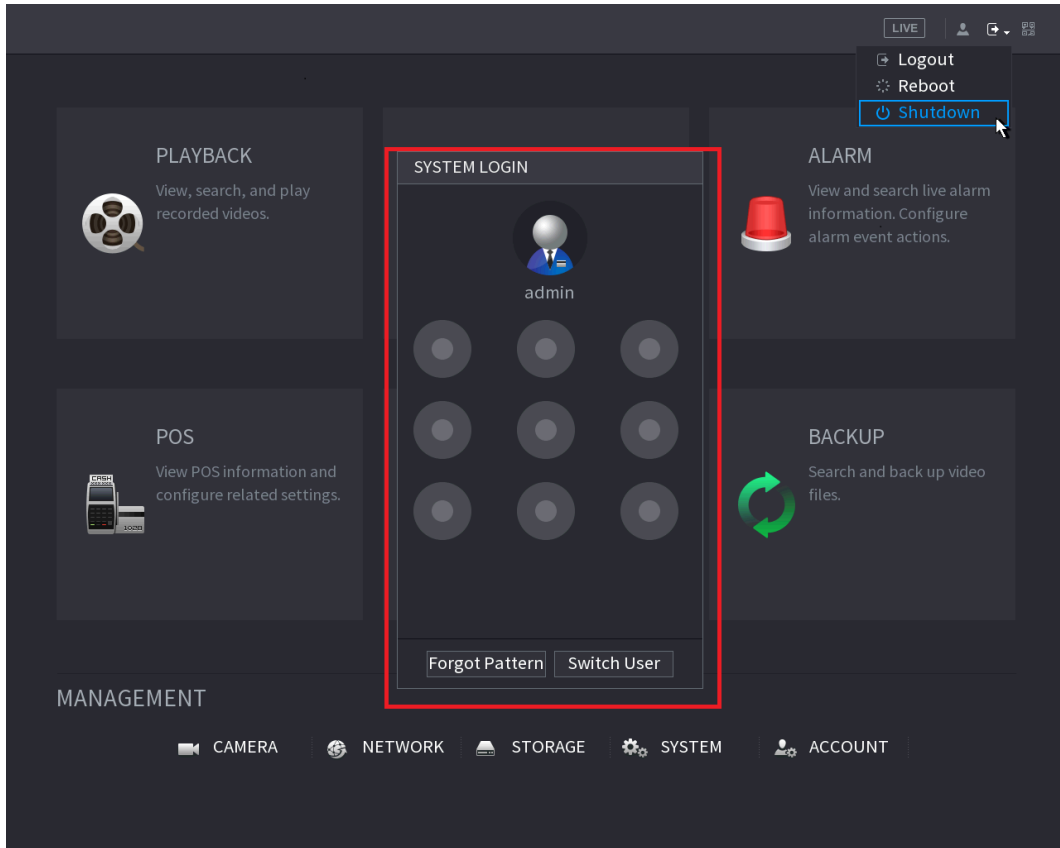 LIVE
Logout
Reboot
Shutdown
PLAYBACK
View, search, and play
recorded videos.
SYSTEM LOGIN
admin
Forgot Pattern
Switch User
ALARM
View and search live alarm
information. Configure
alarm event actions.
POS
View POS information and
configure related settings.
CASH
102B
BACKUP
Search and back up video
files.
MANAGEMENT
CAMERA
NETWORK
STORAGE
SYSTEM
ACCOUNT